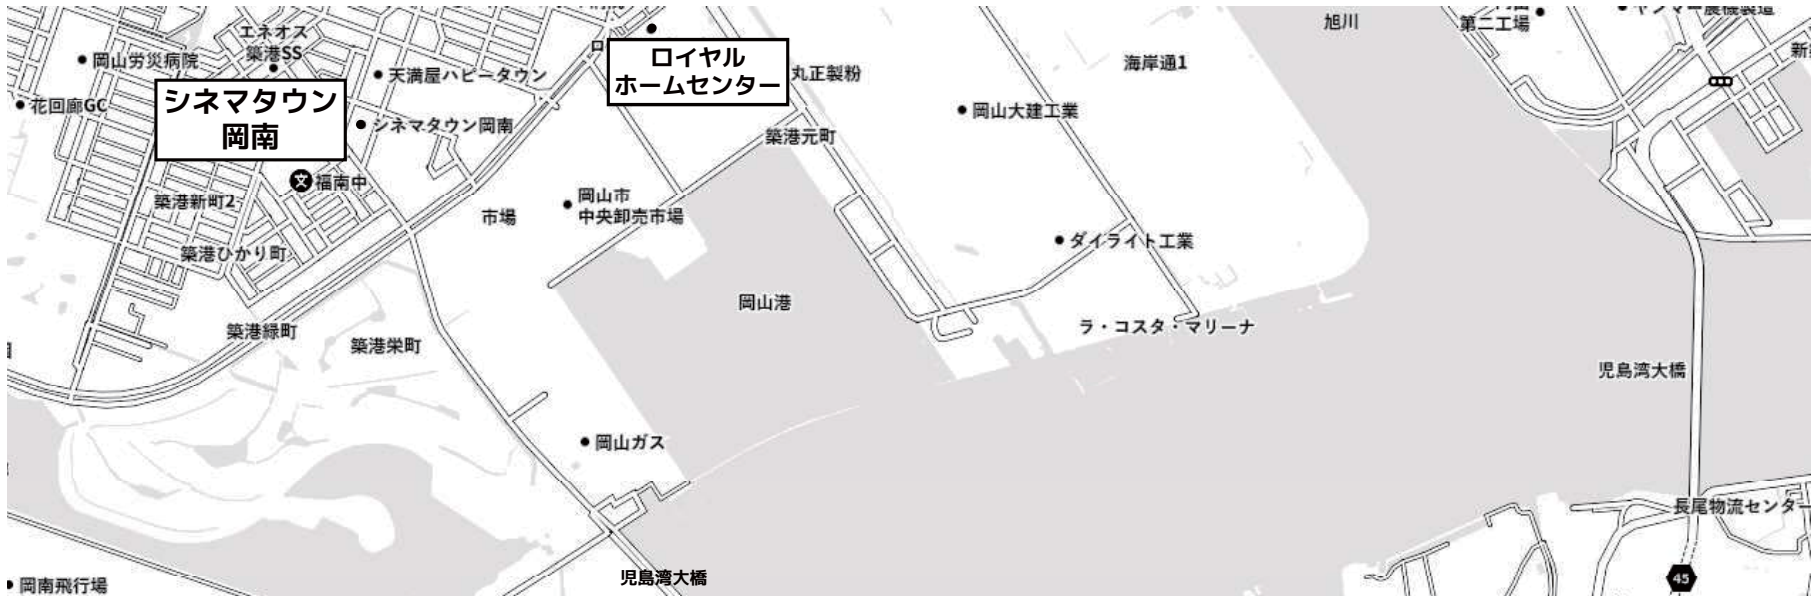 エネオス
築港SS
岡山労災病院
花回廊GC
シネマタウン
岡南
天満屋ハピータウン
シネマタウン岡南
福南中
築港新町2
築港ひかり町
築港緑町
築港栄町
市場
岡山市
中央卸売市場
ロイヤル
ホームセンター
丸正製粉
築港元町
岡山大建工業
海岸通1
旭川
第二工場
ヤンマー農機製造
ダイライト工業
岡山港
ラ・コスタ・マリーナ
児島湾大橋
岡山ガス
長尾物流センター
45
児島湾大橋
岡南飛行場